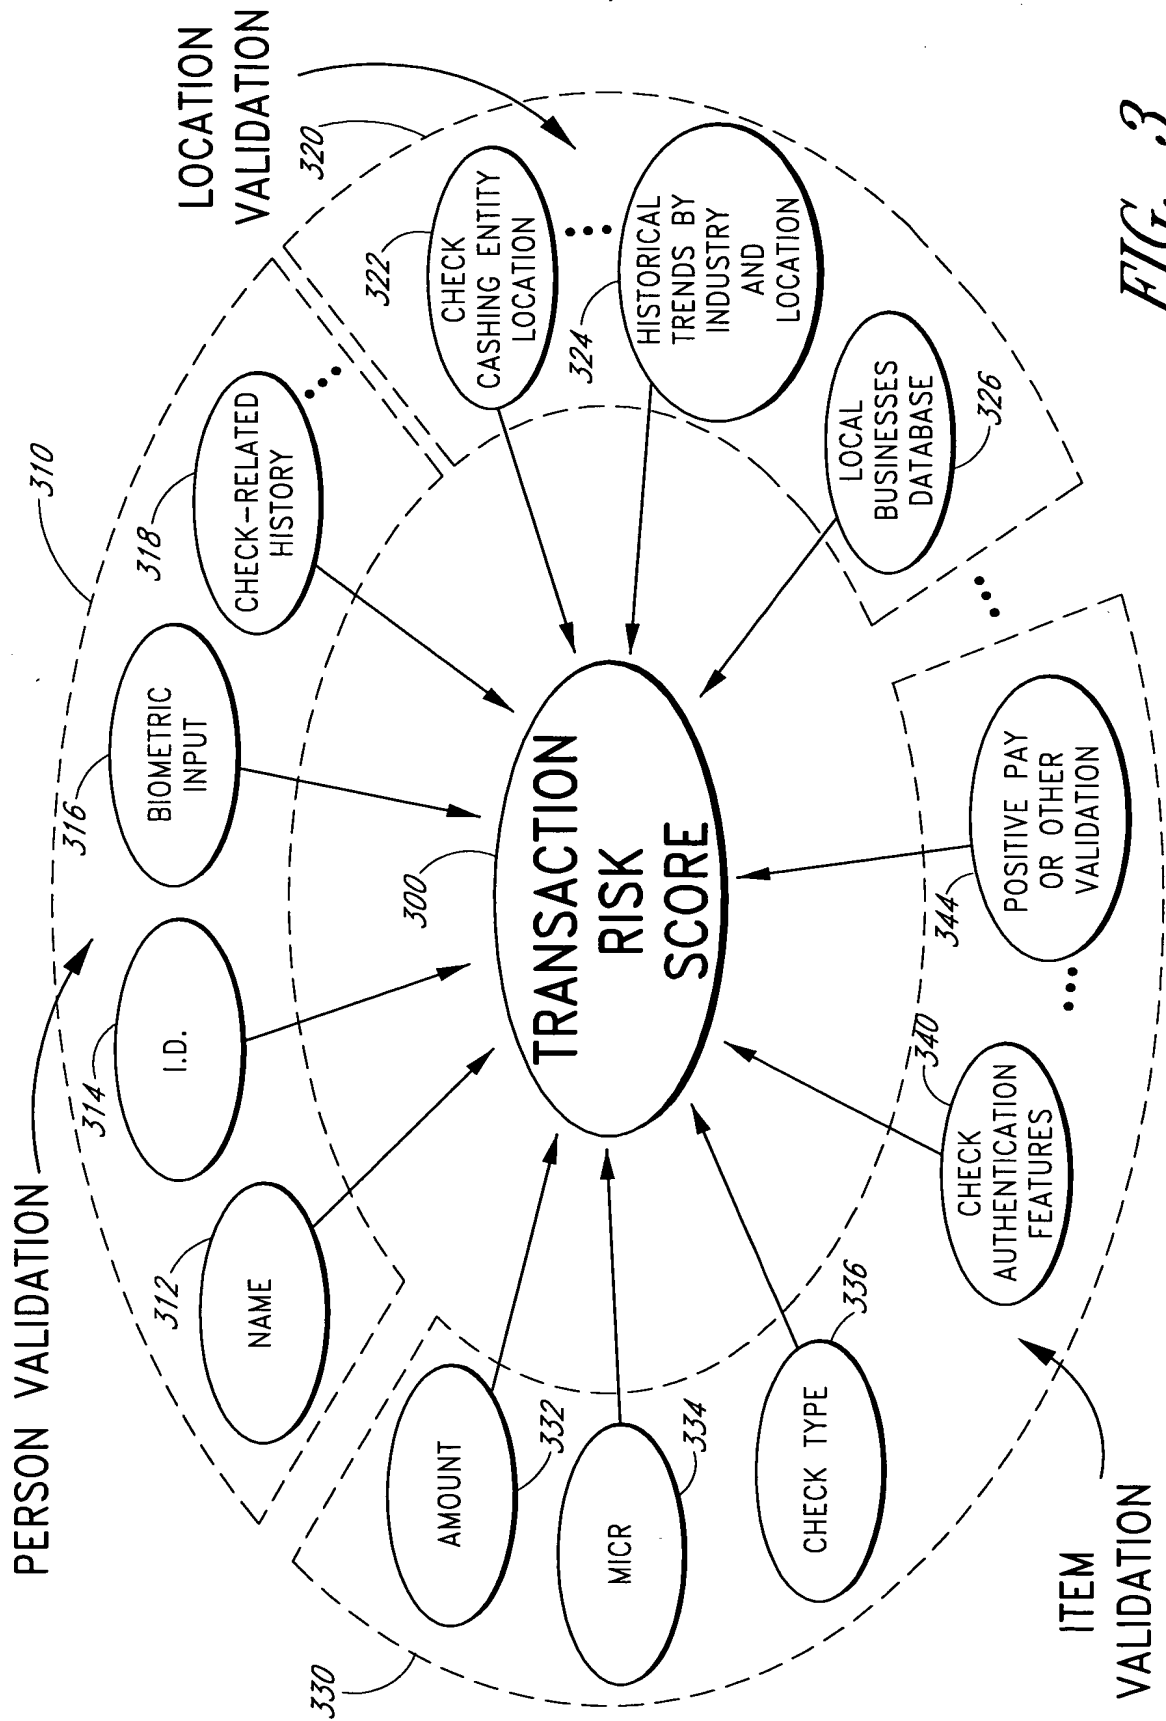 PERSON VALIDATION
310
LOCATION
VALIDATION
320
312
NAME
314
I.D.
316
BIOMETRIC
INPUT
318
CHECK-RELATED
HISTORY
322
CHECK
CASHING ENTITY
LOCATION
324
HISTORICAL
TRENDS BY
INDUSTRY
AND
LOCATION
LOCAL
BUSINESSES
DATABASE
326
300
TRANSACTION
RISK
SCORE
330
AMOUNT
332
MICR
334
CHECK TYPE
336
340
CHECK
AUTHENTICATION
FEATURES
344
POSITIVE PAY
OR OTHER
VALIDATION
ITEM
VALIDATION
FIG. 3